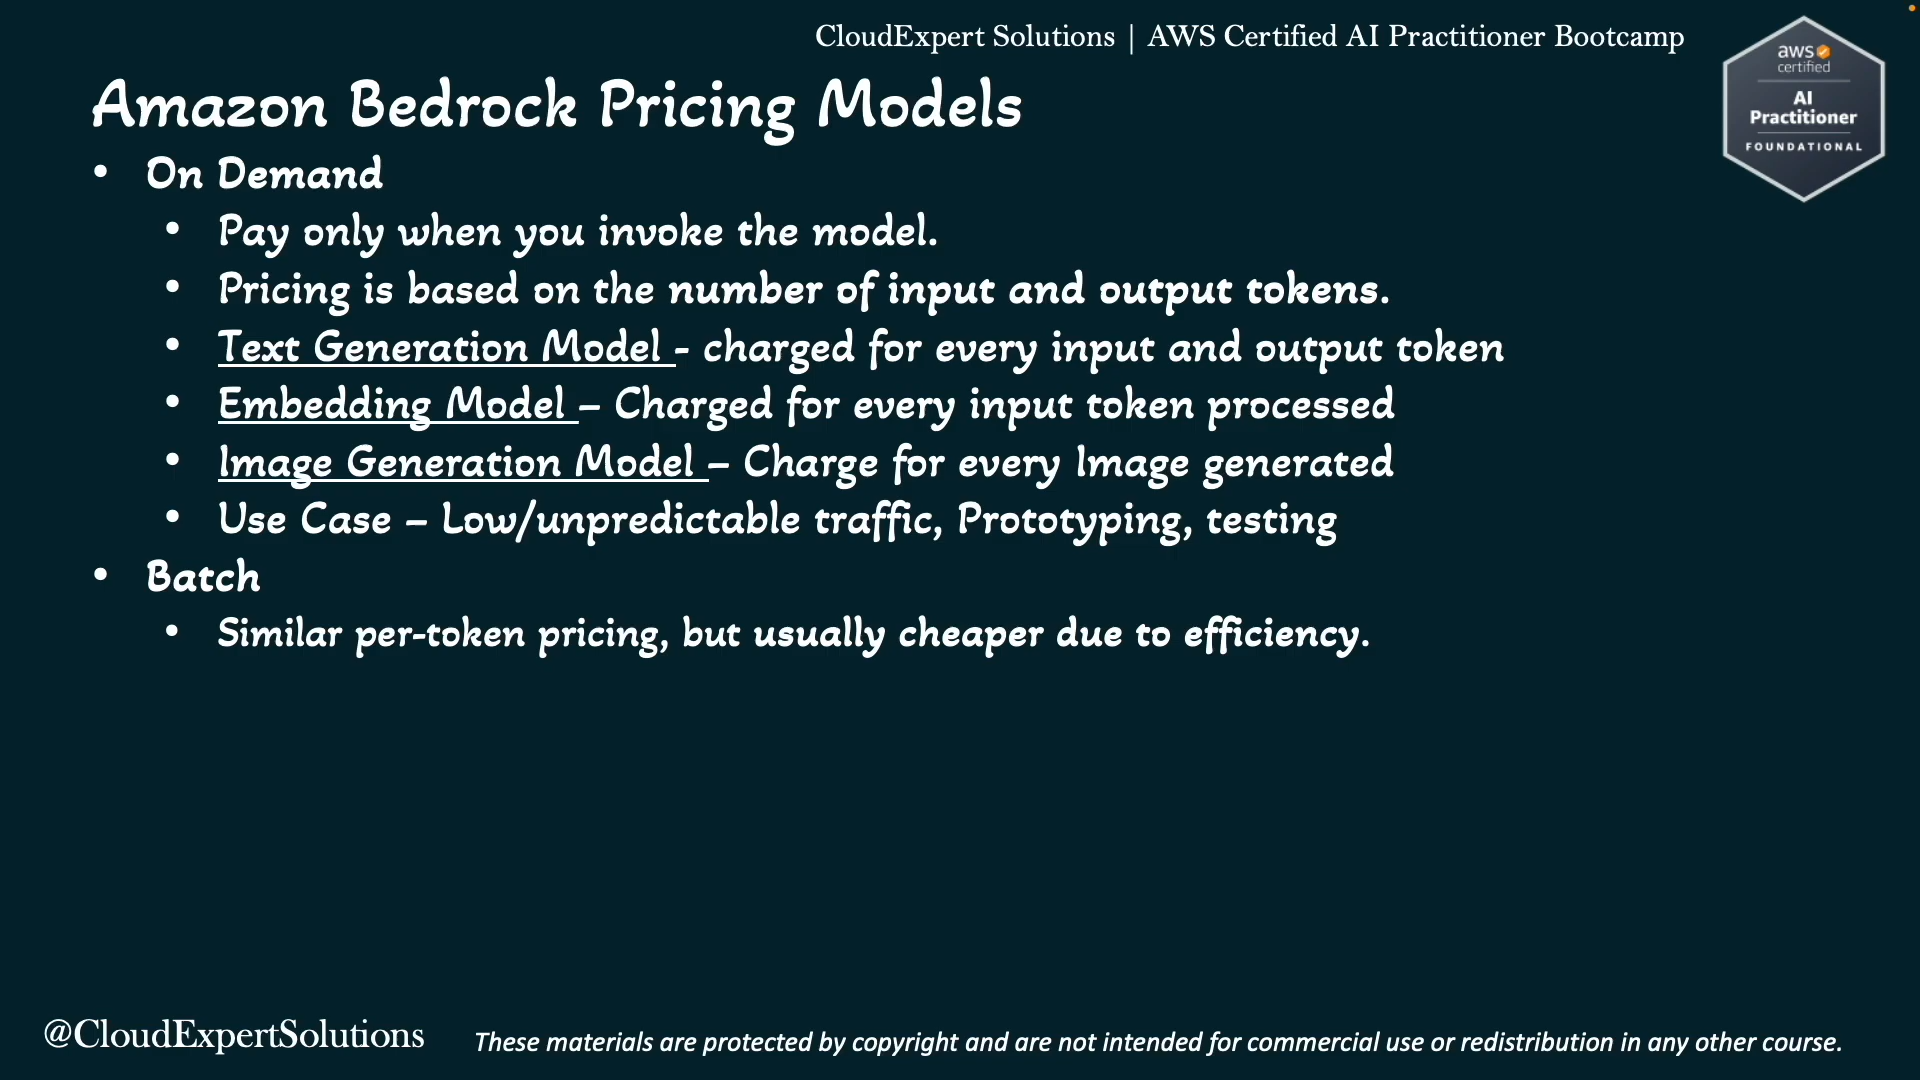 CloudExpert Solutions | AWS Certified AI Practitioner Bootcamp
aws
certified
AI
Practitioner
FOUNDATIONAL
Amazon Bedrock Pricing Models
• On Demand
• Pay only when you invoke the model.
• Pricing is based on the number of input and output tokens.
• Text Generation Model - charged for every input and output token
• Embedding Model – Charged for every input token processed
• Image Generation Model – Charge for every Image generated
• Use Case – Low/unpredictable traffic, Prototyping, testing
• Batch
• Similar per-token pricing, but usually cheaper due to efficiency.
@CloudExpertSolutions
These materials are protected by copyright and are not intended for commercial use or redistribution in any other course.